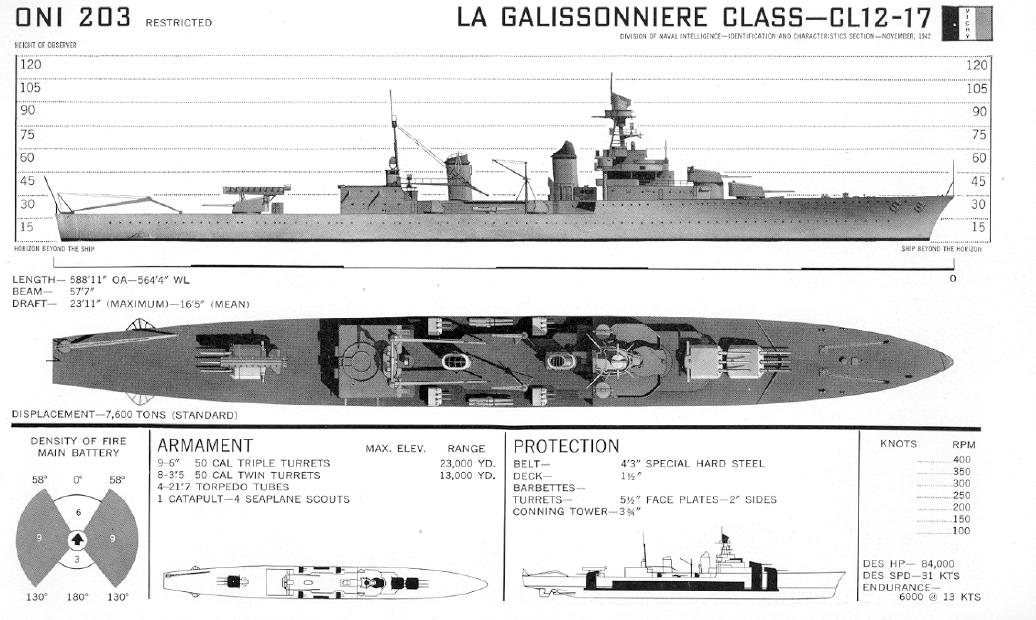 ONI 203 RESTRICTED
LA GALISSONNIERE CLASS—CL12-17
VICHY
DIVISION OF NAVAL INTELLIGENCE—IDENTIFICATION AND CHARACTERISTICS SECTION—NOVEMBER, 1942
HEIGHT OF OBSERVER
120 120
105 105
90 90
75 75
60 60
45 45
30 30
15 15
HORIZON BEYOND THE SHIP
SHIP BEYOND THE HORIZON
0
LENGTH— 588'11" OA—564'4" WL
BEAM— 57'7"
DRAFT— 23'11" (MAXIMUM)—16'5" (MEAN)
DISPLACEMENT—7,600 TONS (STANDARD)
DENSITY OF FIRE
MAIN BATTERY
58° 0° 58°
6
9 9
3
130° 180° 130°
ARMAMENT MAX. ELEV. RANGE
9-6" 50 CAL TRIPLE TURRETS 23,000 YD.
8-3"5 50 CAL TWIN TURRETS 13,000 YD.
4-21"7 TORPEDO TUBES
1 CATAPULT—4 SEAPLANE SCOUTS
PROTECTION
BELT— 4'3" SPECIAL HARD STEEL
DECK— 1½"
BARBETTES—
TURRETS— 5½" FACE PLATES—2" SIDES
CONNING TOWER—3¾"
KNOTS RPM
400
350
300
250
200
150
100
DES HP— 84,000
DES SPD—31 KTS
ENDURANCE—
6000 @ 13 KTS